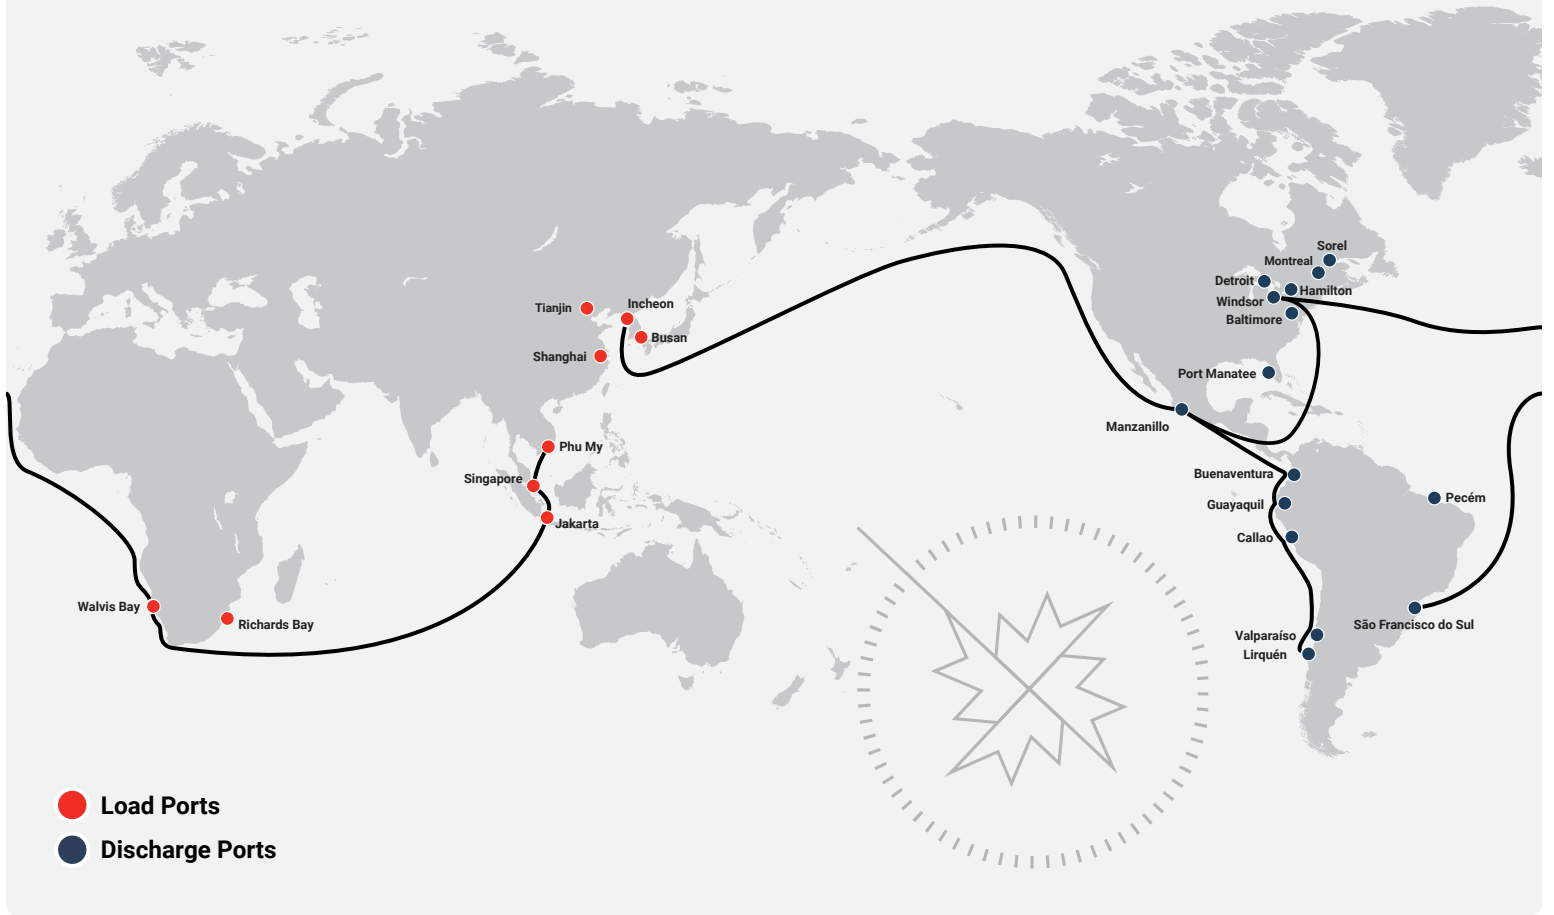 Sorel
Montreal
Detroit
Hamilton
Windsor
Baltimore
Incheon
Tianjin
Busan
Shanghai
Port Manatee
Manzanillo
Phu My
Singapore
Jakarta
Buenaventura
Pecém
Guayaquil
Callao
Walvis Bay
Richards Bay
São Francisco do Sul
Valparaíso
Lirquén
Load Ports
Discharge Ports